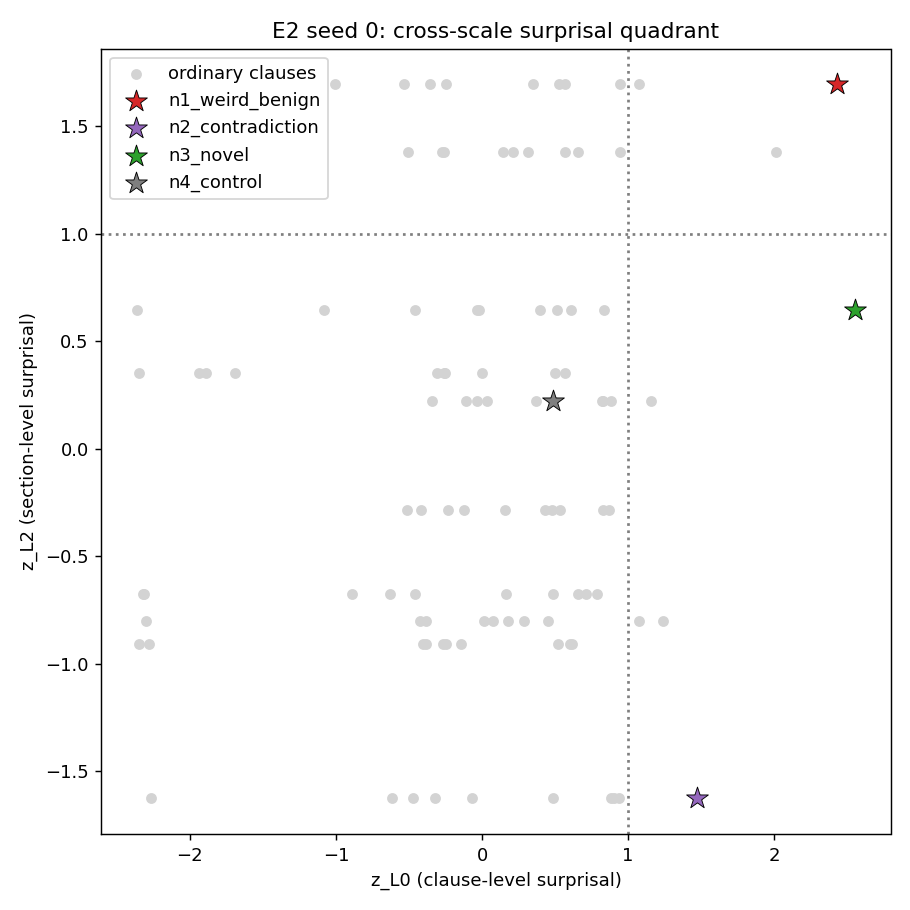 E2 seed 0: cross-scale surprisal quadrant
ordinary clauses
n1_weird_benign
n2_contradiction
n3_novel
n4_control
z_L2 (section-level surprisal)
1.5
1.0
0.5
0.0
−0.5
−1.0
−1.5
−2
−1
0
1
2
z_L0 (clause-level surprisal)